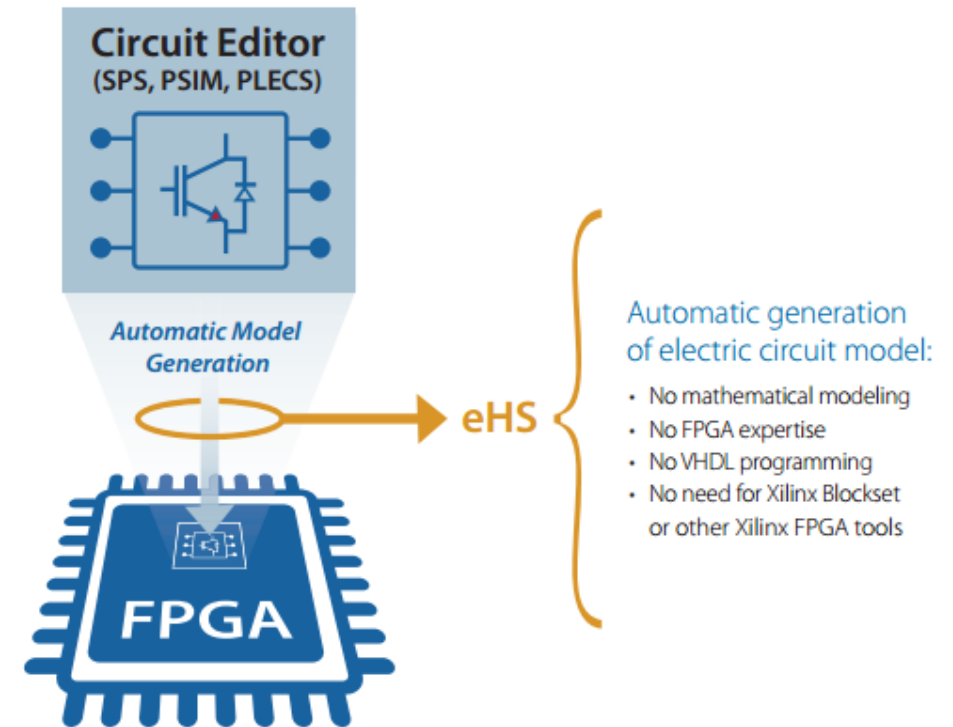 Circuit Editor
(SPS, PSIM, PLECS)
Automatic Model
Generation
eHS
FPGA
Automatic generation
of electric circuit model:
• No mathematical modeling
• No FPGA expertise
• No VHDL programming
• No need for Xilinx Blockset
or other Xilinx FPGA tools